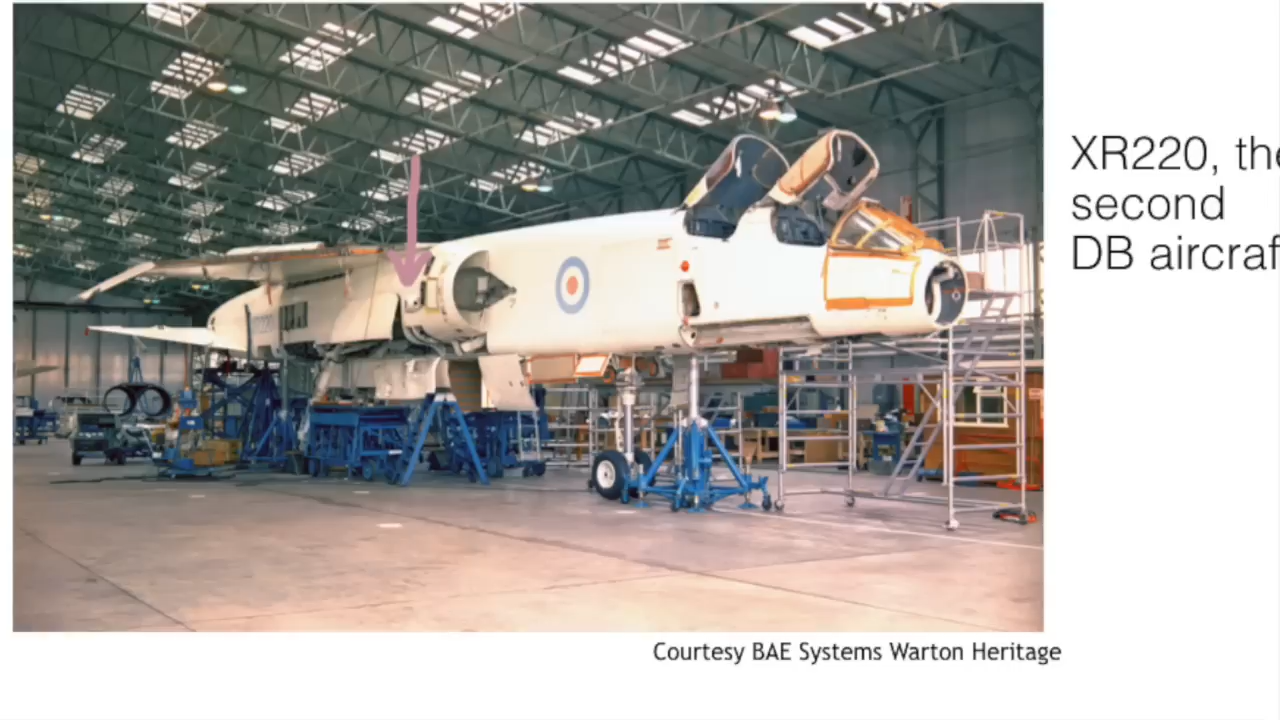 XR220, the
second
DB aircraf
Courtesy BAE Systems Warton Heritage